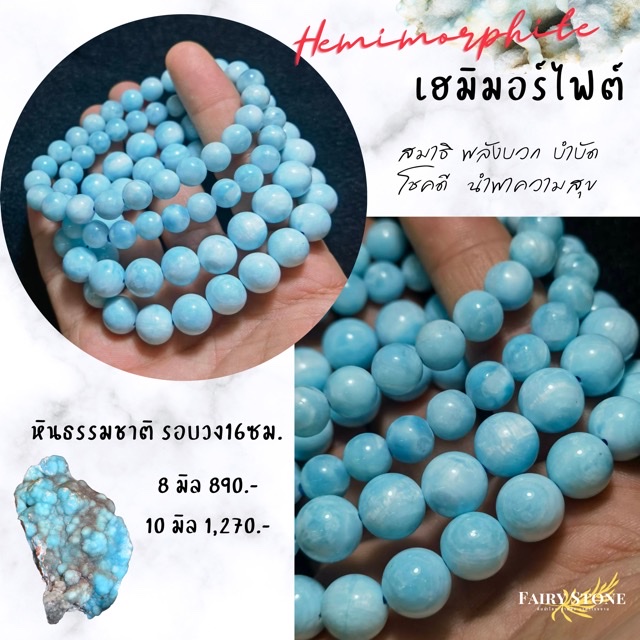 Hemimorphite
เฮมิมอร์ไฟต์
สมาธิ พลังบวก บำบัด
โชคดี นำพาความสุข
หินธรรมชาติ รอบวง16ซม.
8 มิล 890.-
10 มิล 1,270.-
FAIRY STONE